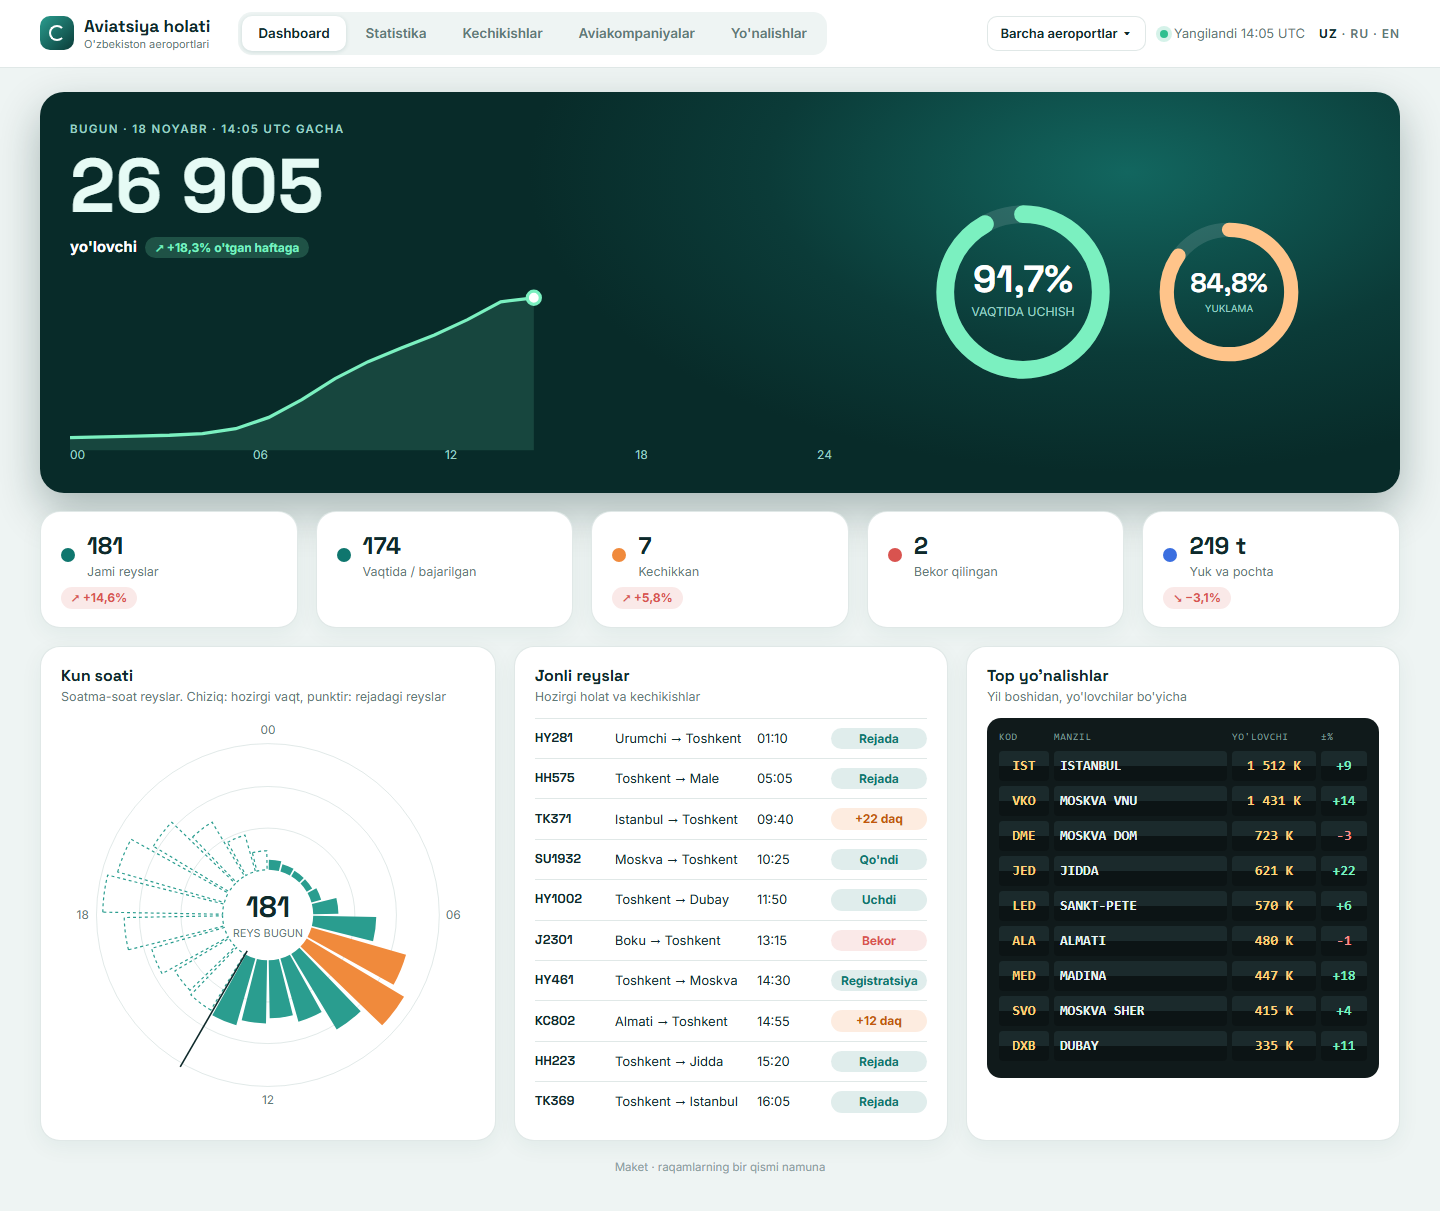 Aviatsiya holati
O'zbekiston aeroportlari
Dashboard Statistika Kechikishlar Aviakompaniyalar Yo'nalishlar
Barcha aeroportlar
Yangilandi 14:05 UTC
UZ · RU · EN
BUGUN · 18 NOYABR · 14:05 UTC GACHA
26 905
yo'lovchi ↗ +18,3% o'tgan haftaga
00 06 12 18 24
91,7%
VAQTIDA UCHISH
84,8%
YUKLAMA
181
Jami reyslar
↗ +14,6%
174
Vaqtida / bajarilgan
7
Kechikkan
↗ +5,8%
2
Bekor qilingan
219 t
Yuk va pochta
↘ −3,1%
Kun soati
Soatma-soat reyslar. Chiziq: hozirgi vaqt, punktir: rejadagi reyslar
00
18
181
REYS BUGUN
06
12
Jonli reyslar
Hozirgi holat va kechikishlar
HY281 Urumchi → Toshkent 01:10 Rejada
HH575 Toshkent → Male 05:05 Rejada
TK371 Istanbul → Toshkent 09:40 +22 daq
SU1932 Moskva → Toshkent 10:25 Qo'ndi
HY1002 Toshkent → Dubay 11:50 Uchdi
J2301 Boku → Toshkent 13:15 Bekor
HY461 Toshkent → Moskva 14:30 Registratsiya
KC802 Almati → Toshkent 14:55 +12 daq
HH223 Toshkent → Jidda 15:20 Rejada
TK369 Toshkent → Istanbul 16:05 Rejada
Top yo’nalishlar
Yil boshidan, yo'lovchilar bo'yicha
KOD MANZIL YO'LOVCHI ±%
IST ISTANBUL 1 512 K +9
VKO MOSKVA VNU 1 431 K +14
DME MOSKVA DOM 723 K -3
JED JIDDA 621 K +22
LED SANKT-PETE 570 K +6
ALA ALMATI 480 K -1
MED MADINA 447 K +18
SVO MOSKVA SHER 415 K +4
DXB DUBAY 335 K +11
Maket · raqamlarning bir qismi namuna